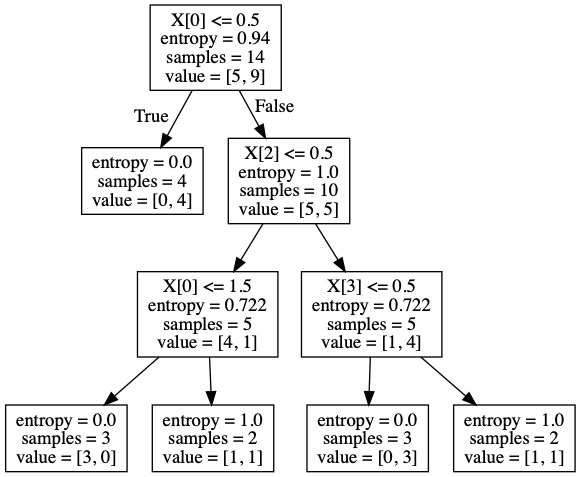 X[0] <= 0.5
entropy = 0.94
samples = 14
value = [5, 9]
True
False
entropy = 0.0
samples = 4
value = [0, 4]
X[2] <= 0.5
entropy = 1.0
samples = 10
value = [5, 5]
X[0] <= 1.5
entropy = 0.722
samples = 5
value = [4, 1]
X[3] <= 0.5
entropy = 0.722
samples = 5
value = [1, 4]
entropy = 0.0
samples = 3
value = [3, 0]
entropy = 1.0
samples = 2
value = [1, 1]
entropy = 0.0
samples = 3
value = [0, 3]
entropy = 1.0
samples = 2
value = [1, 1]